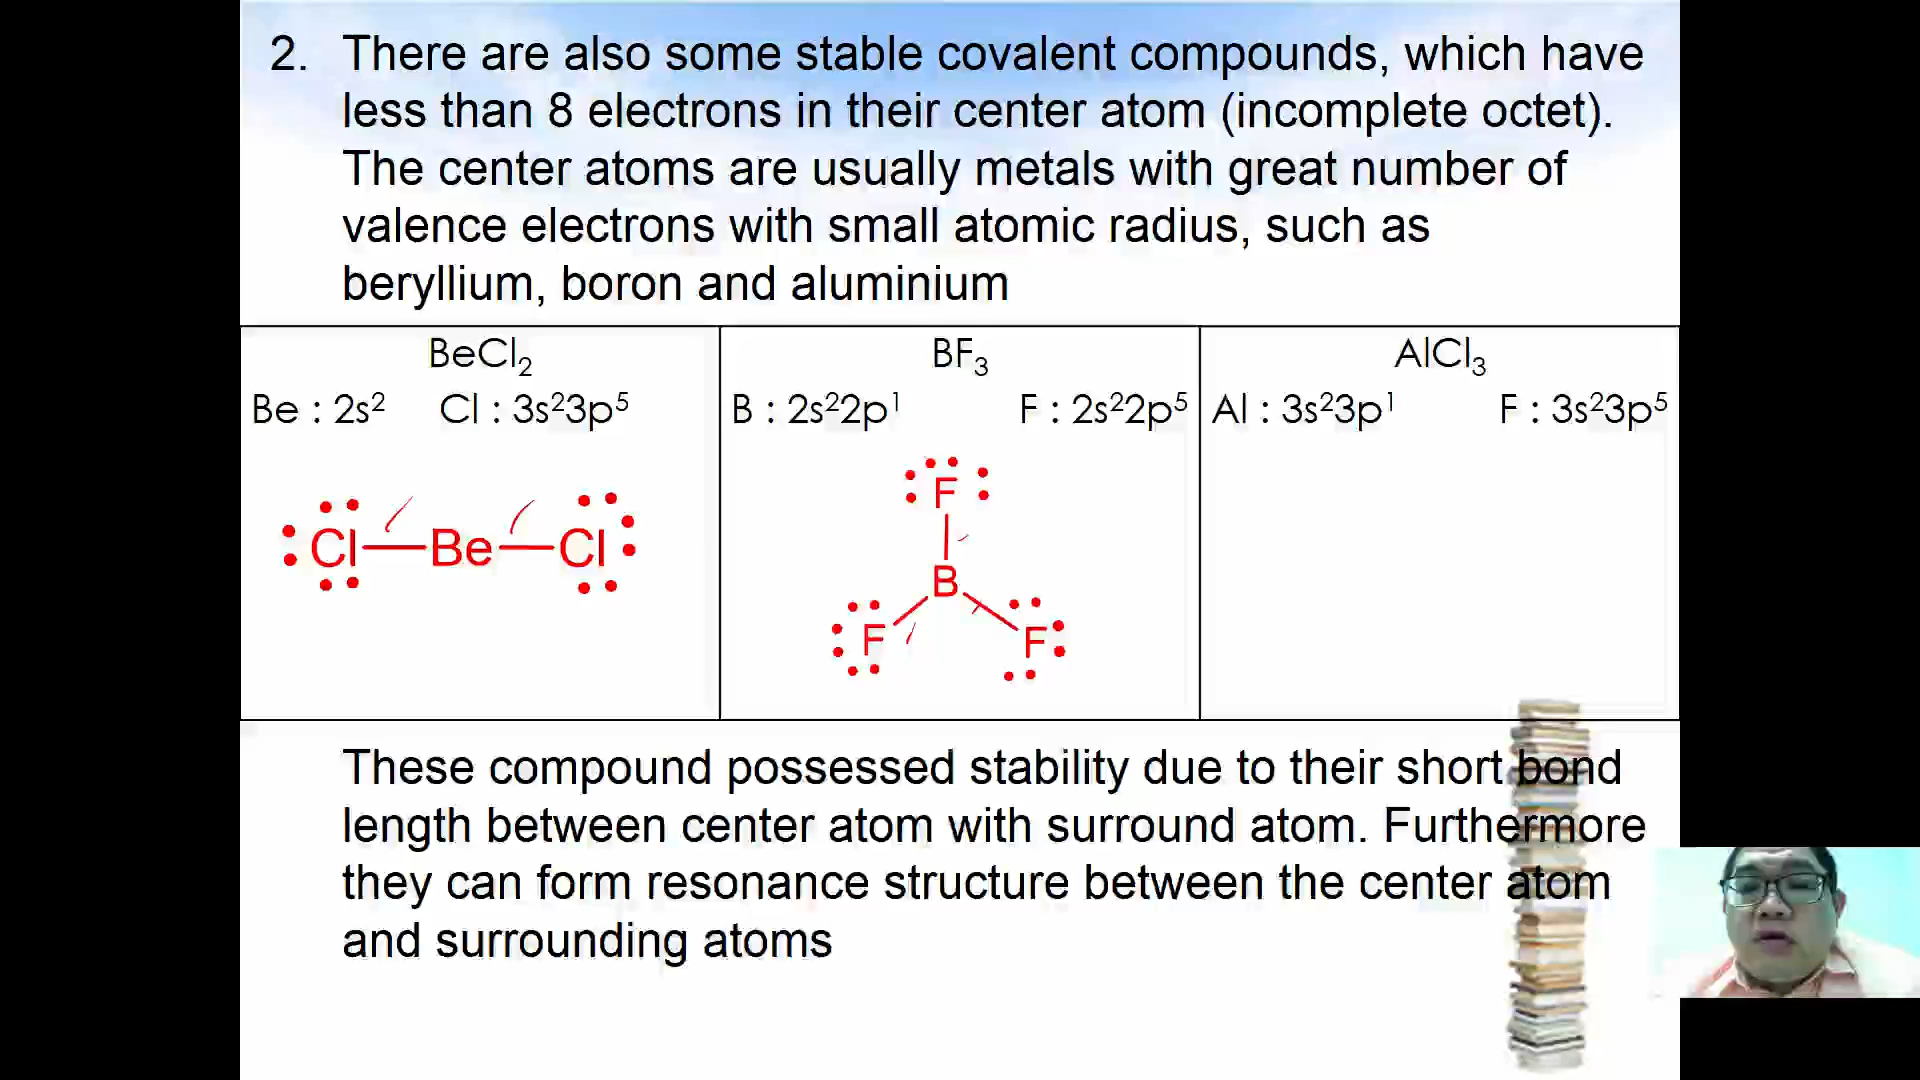 2. There are also some stable covalent compounds, which have
less than 8 electrons in their center atom (incomplete octet).
The center atoms are usually metals with great number of
valence electrons with small atomic radius, such as
beryllium, boron and aluminium
BeCl₂
Be : 2s² Cl : 3s²3p⁵
Cl—Be—Cl
BF₃
B : 2s²2p¹ F : 2s²2p⁵
F
B
F F
AlCl₃
Al : 3s²3p¹ F : 3s²3p⁵
These compound possessed stability due to their short bond
length between center atom with surround atom. Furthermore
they can form resonance structure between the center atom
and surrounding atoms